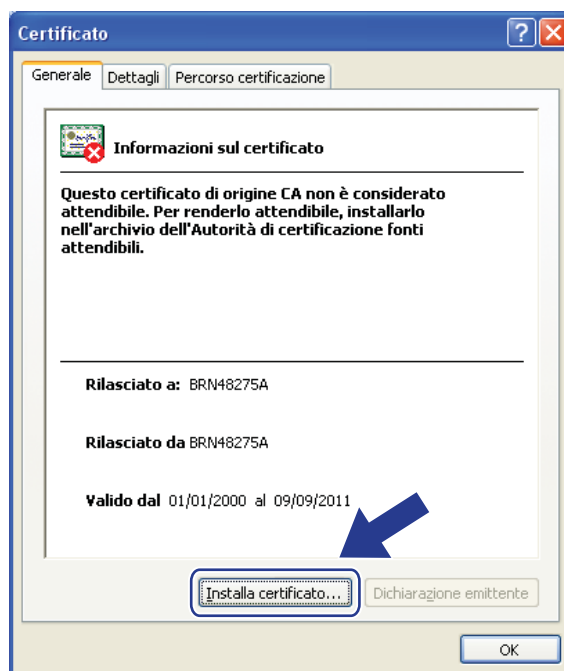 Certificato
Generale Dettagli Percorso certificazione
Informazioni sul certificato
Questo certificato di origine CA non è considerato
attendibile. Per renderlo attendibile, installarlo
nell'archivio dell'Autorità di certificazione fonti
attendibili.
Rilasciato a: BRN48275A
Rilasciato da BRN48275A
Valido dal 01/01/2000 al 09/09/2011
Installa certificato... Dichiarazione emittente
OK